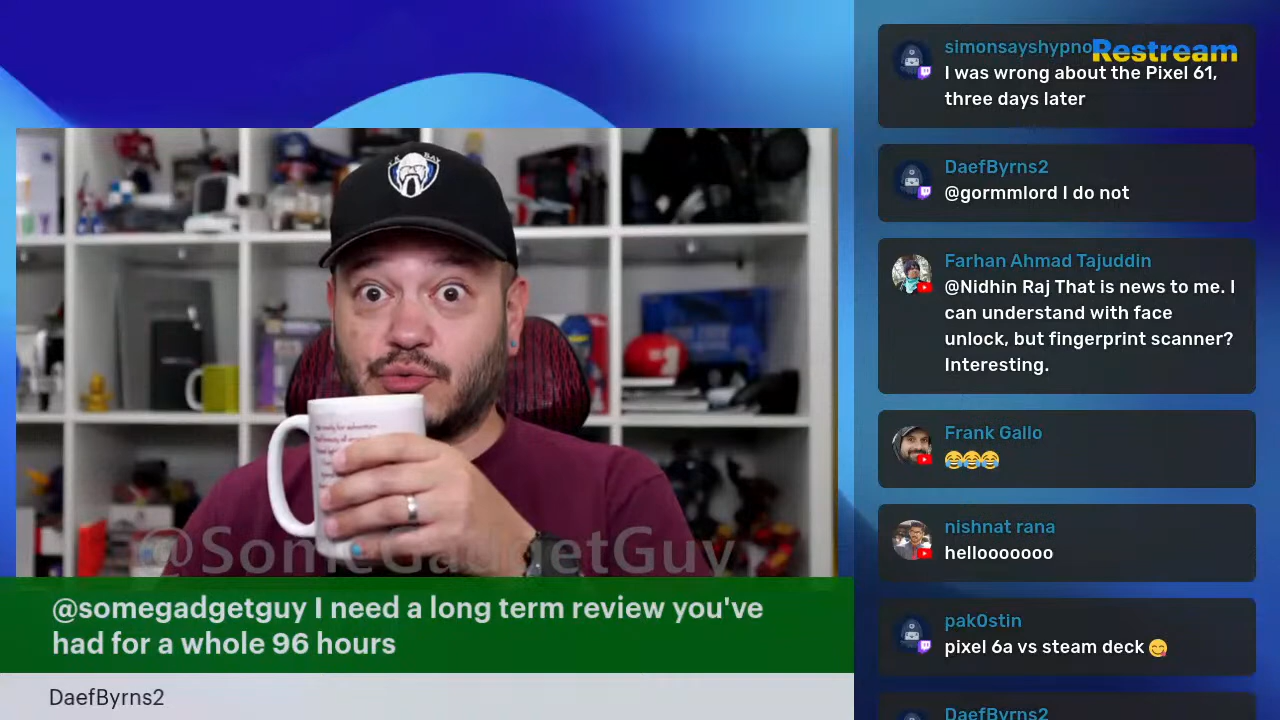 simonsayshypno
Restream
I was wrong about the Pixel 61,
three days later
DaefByrns2
@gormmlord I do not
Farhan Ahmad Tajuddin
@Nidhin Raj That is news to me. I
can understand with face
unlock, but fingerprint scanner?
Interesting.
Frank Gallo
😂😂😂
nishnat rana
hellooooooo
pak0stin
pixel 6a vs steam deck 😋
DaefByrns2
@SomeGadgetGuy
@somegadgetguy I need a long term review you've
had for a whole 96 hours
DaefByrns2